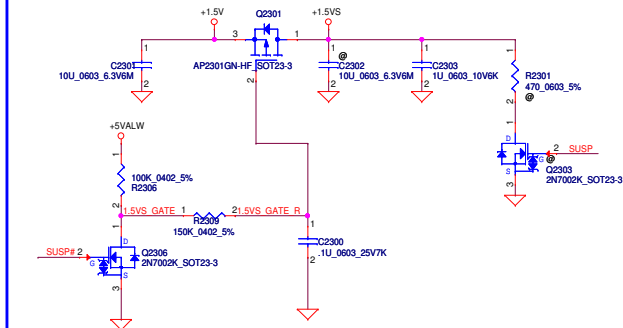 +1.5V
Q2301
+1.5VS
3
1
AP2301GN-HF_SOT23-3
2
1
C2301
10U_0603_6.3V6M
2
1
@
C2302
10U_0603_6.3V6M
2
1
C2303
1U_0603_10V6K
2
1
R2301
470_0603_5%
2
@
1
D
2
SUSP
G
@
Q2303
S
2N7002K_SOT23-3
3
+5VALW
1
100K_0402_5%
R2306
2
1.5VS_GATE
1
2
1.5VS_GATE_R
R2309
150K_0402_5%
1
C2300
.1U_0603_25V7K
2
1
D
Q2306
SUSP#
2
2N7002K_SOT23-3
G
S
3